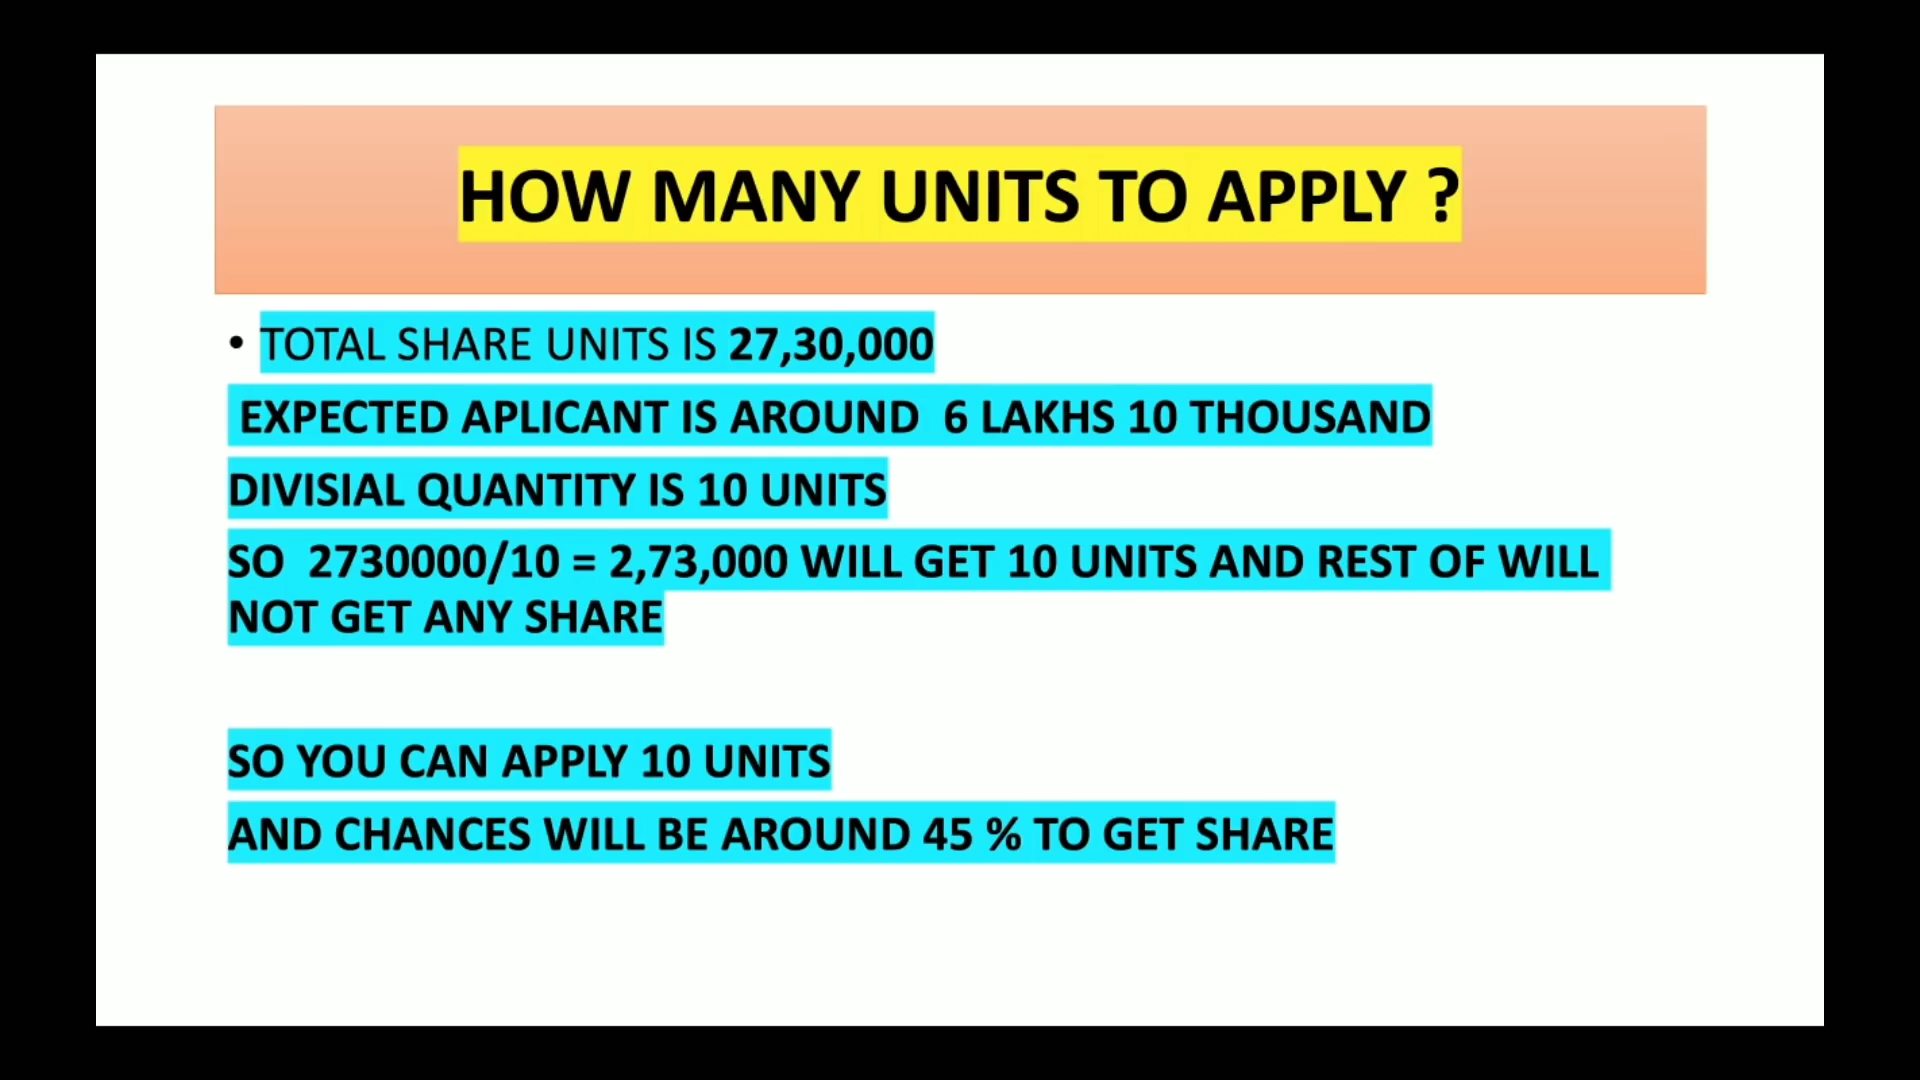 HOW MANY UNITS TO APPLY ?
• TOTAL SHARE UNITS IS 27,30,000
EXPECTED APLICANT IS AROUND 6 LAKHS 10 THOUSAND
DIVISIAL QUANTITY IS 10 UNITS
SO 2730000/10 = 2,73,000 WILL GET 10 UNITS AND REST OF WILL
NOT GET ANY SHARE
SO YOU CAN APPLY 10 UNITS
AND CHANCES WILL BE AROUND 45 % TO GET SHARE